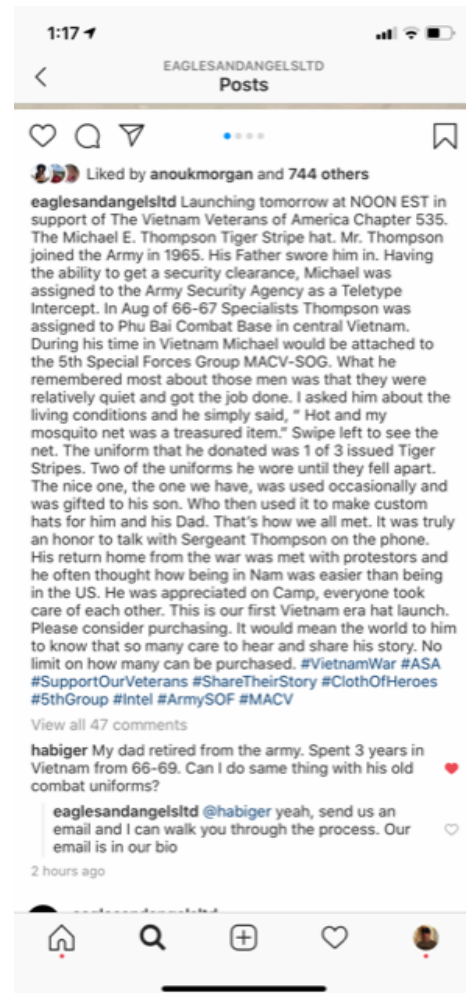 1:17
EAGLESANDANGELSLTD
Posts
Liked by anoukmorgan and 744 others
eaglesandangelsltd Launching tomorrow at NOON EST in
support of The Vietnam Veterans of America Chapter 535.
The Michael E. Thompson Tiger Stripe hat. Mr. Thompson
joined the Army in 1965. His Father swore him in. Having
the ability to get a security clearance, Michael was
assigned to the Army Security Agency as a Teletype
Intercept. In Aug of 66-67 Specialists Thompson was
assigned to Phu Bai Combat Base in central Vietnam.
During his time in Vietnam Michael would be attached to
the 5th Special Forces Group MACV-SOG. What he
remembered most about those men was that they were
relatively quiet and got the job done. I asked him about the
living conditions and he simply said, “ Hot and my
mosquito net was a treasured item.” Swipe left to see the
net. The uniform that he donated was 1 of 3 issued Tiger
Stripes. Two of the uniforms he wore until they fell apart.
The nice one, the one we have, was used occasionally and
was gifted to his son. Who then used it to make custom
hats for him and his Dad. That’s how we all met. It was truly
an honor to talk with Sergeant Thompson on the phone.
His return home from the war was met with protestors and
he often thought how being in Nam was easier than being
in the US. He was appreciated on Camp, everyone took
care of each other. This is our first Vietnam era hat launch.
Please consider purchasing. It would mean the world to him
to know that so many care to hear and share his story. No
limit on how many can be purchased. #VietnamWar #ASA
#SupportOurVeterans #ShareTheirStory #ClothOfHeroes
#5thGroup #Intel #ArmySOF #MACV
View all 47 comments
habiger My dad retired from the army. Spent 3 years in
Vietnam from 66-69. Can I do same thing with his old
combat uniforms?
eaglesandangelsltd @habiger yeah, send us an
email and I can walk you through the process. Our
email is in our bio
2 hours ago